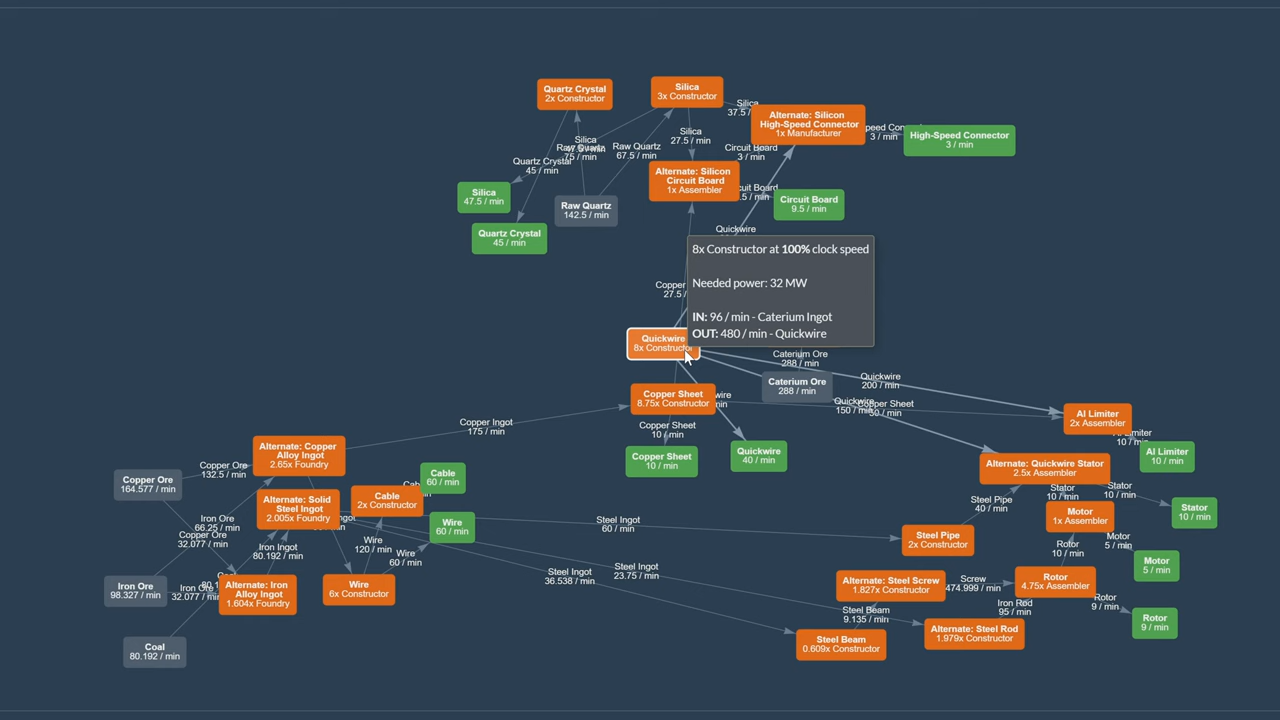 Quartz Crystal
2x Constructor
Silica
3x Constructor
Silica
37.5 /
Alternate: Silicon
High-Speed Connector
1x Manufacturer
3 / min
High-Speed Connector
3 / min
Silica
27.5 / min
Silica
Raw Quartz
75 / min
Raw Quartz
67.5 / min
Circuit Board
3 / min
Quartz Crystal
45 / min
Alternate: Silicon
Circuit Board
1x Assembler
Silica
47.5 / min
Raw Quartz
142.5 / min
Circuit Board
9.5 / min
Quartz Crystal
45 / min
Quickwire
8x Constructor at 100% clock speed
Needed power: 32 MW
IN: 96 / min - Caterium Ingot
OUT: 480 / min - Quickwire
Copper
27.5 /
Quickwire
8x Constructor
Caterium Ore
288 / min
Caterium Ore
288 / min
Quickwire
200 / min
Copper Sheet
8.75x Constructor
Quickwire
150 / min
Copper Sheet
AI Limiter
2x Assembler
10 / min
AI Limiter
10 / min
Copper Ingot
175 / min
Copper Sheet
10 / min
Copper Sheet
10 / min
Quickwire
40 / min
Alternate: Copper
Alloy Ingot
2.65x Foundry
Copper Ore
132.5 / min
Copper Ore
164.577 / min
Cable
60 / min
Alternate: Quickwire Stator
2.5x Assembler
Stator
10 / min
Stator
10 / min
Stator
10 / min
Alternate: Solid
Steel Ingot
2.005x Foundry
Cable
2x Constructor
Wire
60 / min
Steel Pipe
40 / min
Motor
1x Assembler
Iron Ore
66.25 / min
Copper Ore
32.077 / min
Steel Ingot
60 / min
Steel Pipe
2x Constructor
Motor
5 / min
Motor
5 / min
Iron Ingot
80.192 / min
Wire
120 / min
Wire
60 / min
Rotor
10 / min
Steel Ingot
23.75 / min
Steel Ingot
36.538 / min
Iron Ore
98.327 / min
32.077 / min
Alternate: Iron
Alloy Ingot
1.604x Foundry
Wire
6x Constructor
Alternate: Steel Screw
1.827x Constructor
Screw
474.999 / min
Rotor
4.75x Assembler
Iron Rod
95 / min
Rotor
9 / min
Rotor
9 / min
Steel Beam
9.135 / min
Alternate: Steel Rod
1.979x Constructor
Steel Beam
0.609x Constructor
Coal
80.192 / min